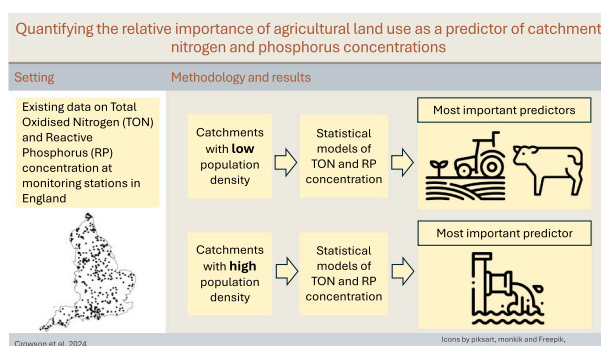 Quantifying the relative importance of agricultural land use as a predictor of catchment
nitrogen and phosphorus concentrations
Setting
Methodology and results
Existing data on Total
Oxidised Nitrogen (TON)
and Reactive
Phosphorus (RP)
concentration at
monitoring stations in
England
Catchments
with low
population
density
Statistical
models of
TON and RP
concentration
Most important predictors
Catchments
with high
population
density
Statistical
models of
TON and RP
concentration
Most important predictor
Crowson et al. 2024
Icons by piksart, monkik and Freepik,